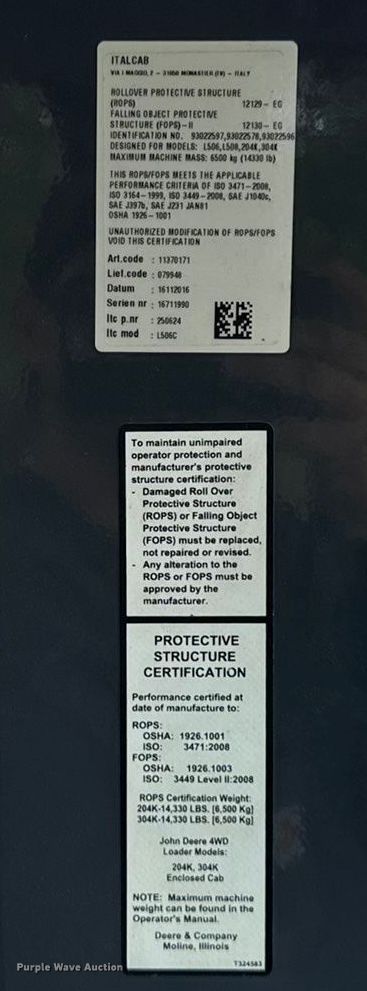 ITALCAB
VIA I MAGGIO, 2 - 31050 MONASTIER (TV) - ITALY
ROLLOVER PROTECTIVE STRUCTURE
(ROPS) 12129 - EG
FALLING OBJECT PROTECTIVE
STRUCTURE (FOPS)-II 12130 - EG
IDENTIFICATION NO. 93022597,93022578,93022596
DESIGNED FOR MODELS: L506,L508,204K,304K
MAXIMUM MACHINE MASS: 6500 kg (14330 lb)
THIS ROPS/FOPS MEETS THE APPLICABLE
PERFORMANCE CRITERIA OF ISO 3471-2008,
ISO 3164-1999, ISO 3449-2008, SAE J1040c,
SAE J397b, SAE J231 JAN81
OSHA 1926-1001
UNAUTHORIZED MODIFICATION OF ROPS/FOPS
VOID THIS CERTIFICATION
Art.code : 11370171
Lief.code : 079948
Datum : 16112016
Serien nr : 16711990
Itc p.nr : 250624
Itc mod : L506C
To maintain unimpaired
operator protection and
manufacturer's protective
structure certification:
- Damaged Roll Over
Protective Structure
(ROPS) or Falling Object
Protective Structure
(FOPS) must be replaced,
not repaired or revised.
- Any alteration to the
ROPS or FOPS must be
approved by the
manufacturer.
PROTECTIVE
STRUCTURE
CERTIFICATION
Performance certified at
date of manufacture to:
ROPS:
OSHA: 1926.1001
ISO: 3471:2008
FOPS:
OSHA: 1926.1003
ISO: 3449 Level II:2008
ROPS Certification Weight:
204K-14,330 LBS. [6,500 Kg]
304K-14,330 LBS. [6,500 Kg]
John Deere 4WD
Loader Models:
204K, 304K
Enclosed Cab
NOTE: Maximum machine
weight can be found in the
Operator's Manual.
Deere & Company
Moline, Illinois
T324583
Purple Wave Auction